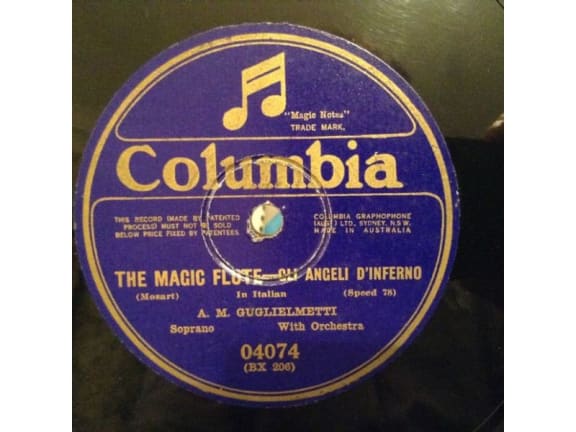 "Magic Notes"
TRADE MARK.
Columbia
THIS RECORD (MADE BY PATENTED
PROCESS) MUST NOT BE SOLD
BELOW PRICE FIXED BY PATENTEES.
COLUMBIA GRAPHOPHONE
(AUST) LTD, SYDNEY, N.S.W.
MADE IN AUSTRALIA
THE MAGIC FLUTE—GLI ANGELI D'INFERNO
(Mozart) In Italian (Speed 78)
A. M. GUGLIELMETTI
Soprano With Orchestra
04074
(BX 206)